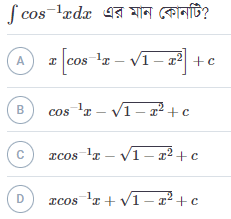 ∫ cos⁻¹xdx এর মান কোনটি?
A x [cos⁻¹x − √(1 − x²)] + c
B cos⁻¹x − √(1 − x²) + c
C xcos⁻¹x − √(1 − x²) + c
D xcos⁻¹x + √(1 − x²) + c